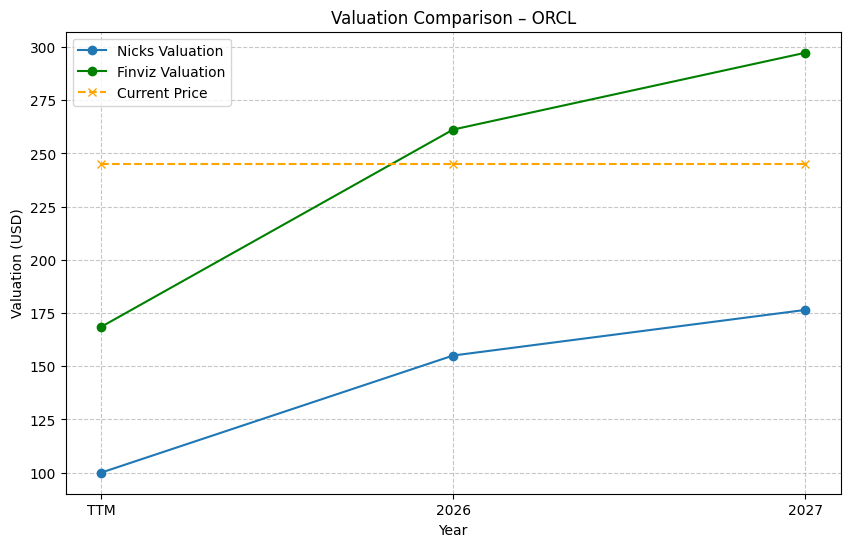 Valuation Comparison – ORCL
Nicks Valuation
Finviz Valuation
Current Price
300
275
250
225
200
175
150
125
100
Valuation (USD)
TTM
2026
2027
Year